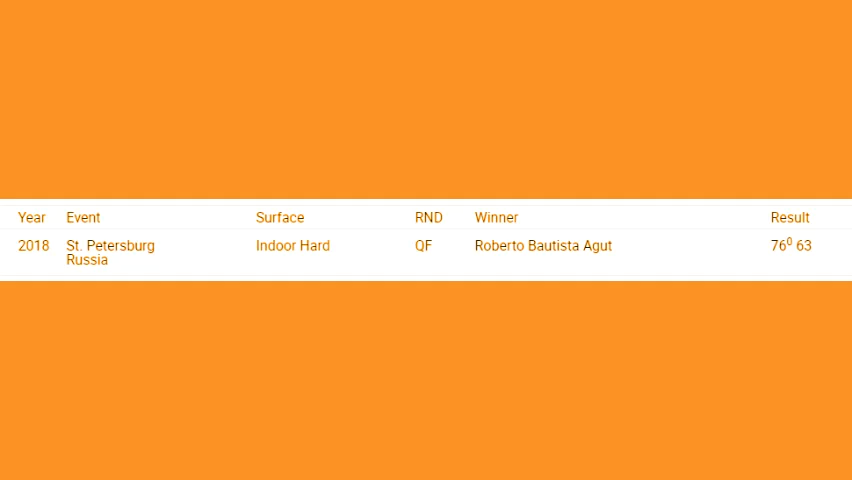 Year Event Surface RND Winner Result
2018 St. Petersburg Indoor Hard QF Roberto Bautista Agut 76⁰ 63
Russia